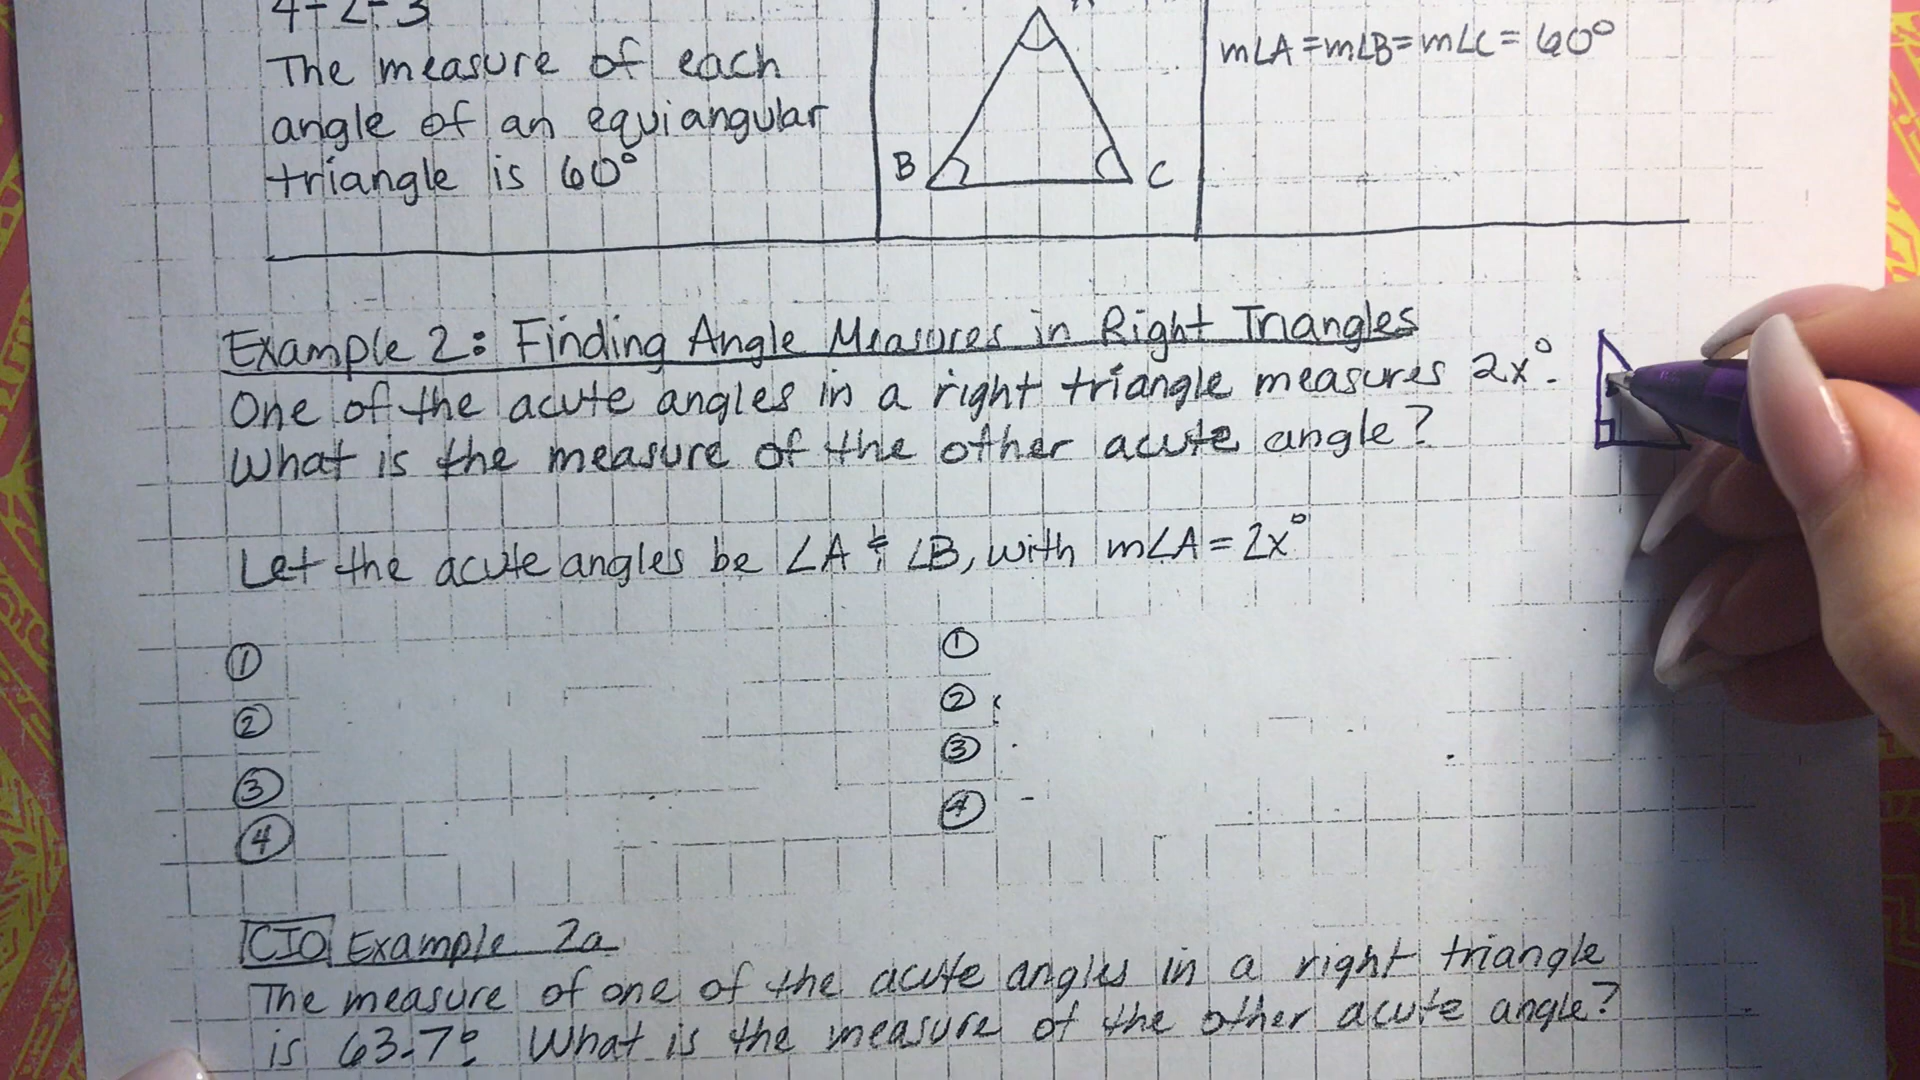 4-2-3
The measure of each
angle of an equiangular
triangle is 60°
B
C
m∠A = m∠B = m∠C = 60°
Example 2: Finding Angle Measures in Right Triangles
One of the acute angles in a right triangle measures 2x°.
What is the measure of the other acute angle?
Let the acute angles be ∠A & ∠B, with m∠A = 2x°
①
②
③
④
①
②
③
④
CIO Example 2a
The measure of one of the acute angles in a right triangle
is 63.7°. What is the measure of the other acute angle?